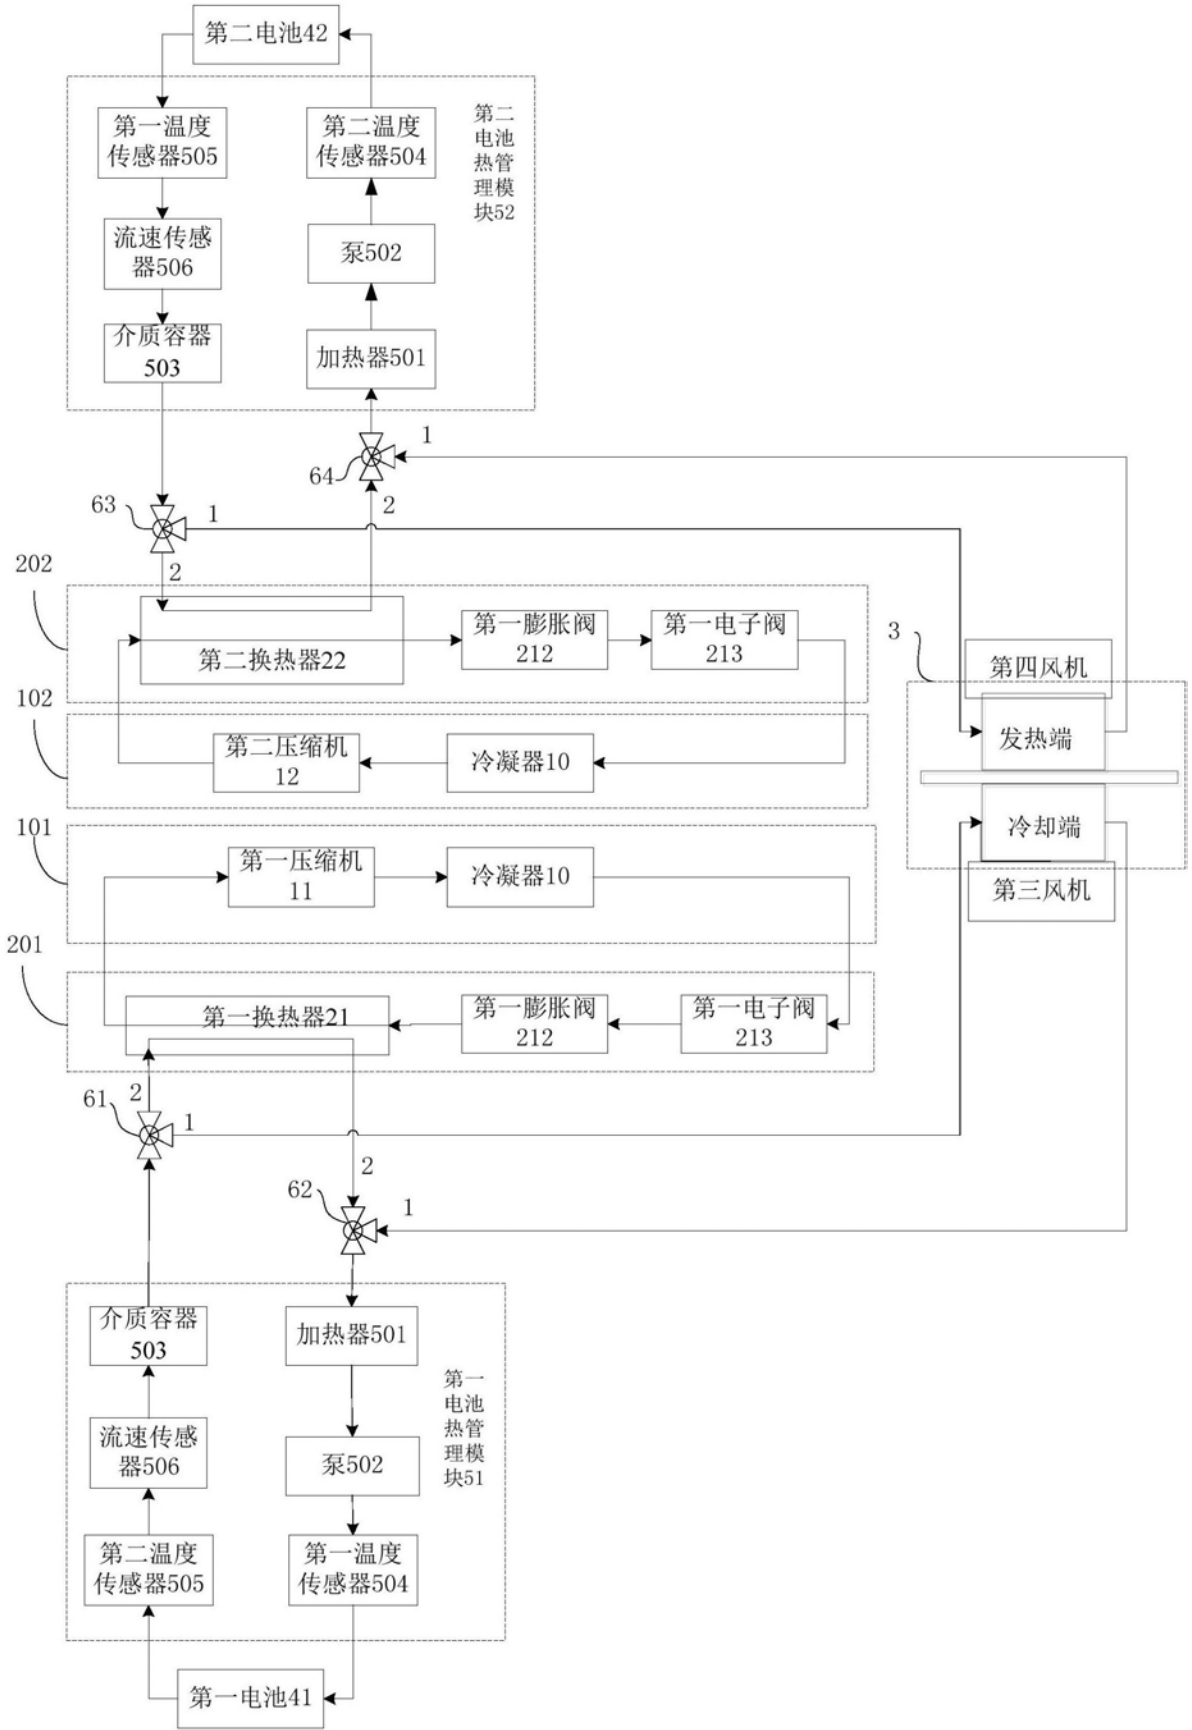 第二电池42
第一温度
传感器505
第二温度
传感器504
第二
电池
热管
理模
块52
流速传感
器506
泵502
介质容器
503
加热器501
1
64
2
63
1
2
202
第二换热器22
第一膨胀阀
212
第一电子阀
213
3
第四风机
发热端
102
第二压缩机
12
冷凝器10
冷却端
第三风机
101
第一压缩机
11
冷凝器10
201
第一换热器21
第一膨胀阀
212
第一电子阀
213
2
61
1
2
62
1
介质容器
503
加热器501
第一
电池
热管
理模
块51
流速传感
器506
泵502
第二温度
传感器505
第一温度
传感器504
第一电池41